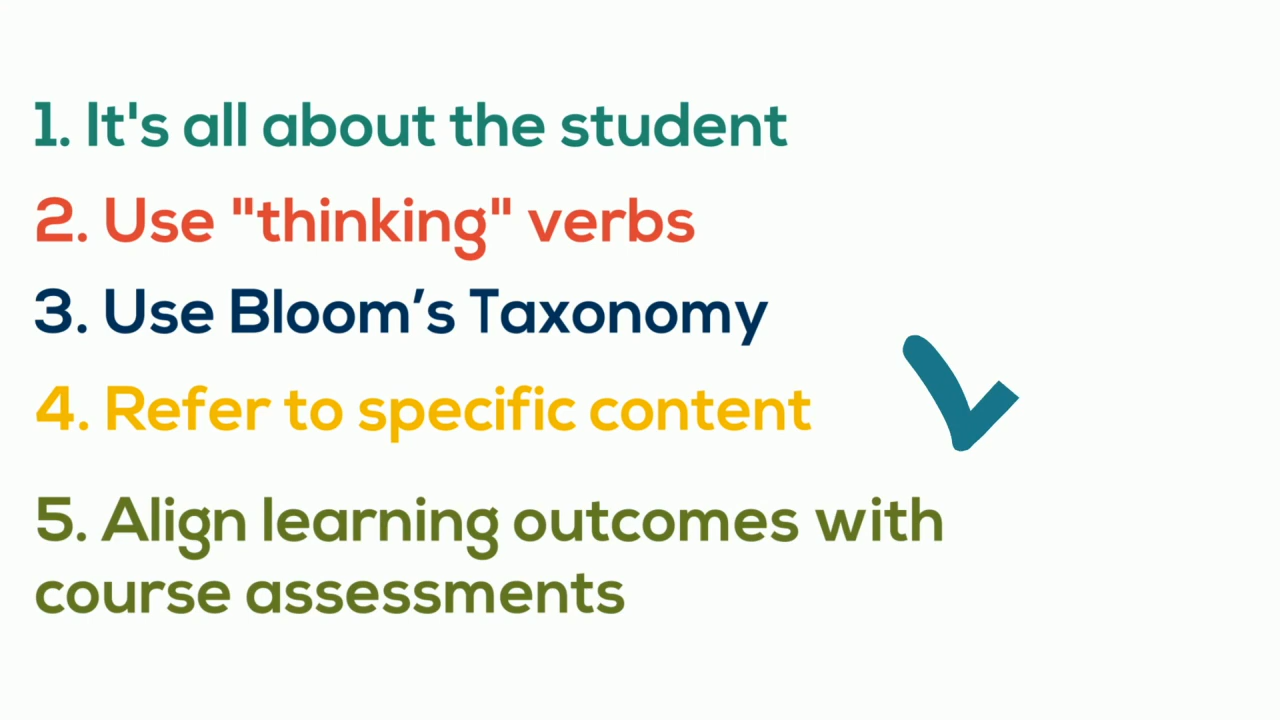 1. It's all about the student
2. Use "thinking" verbs
3. Use Bloom’s Taxonomy
4. Refer to specific content
5. Align learning outcomes with
course assessments